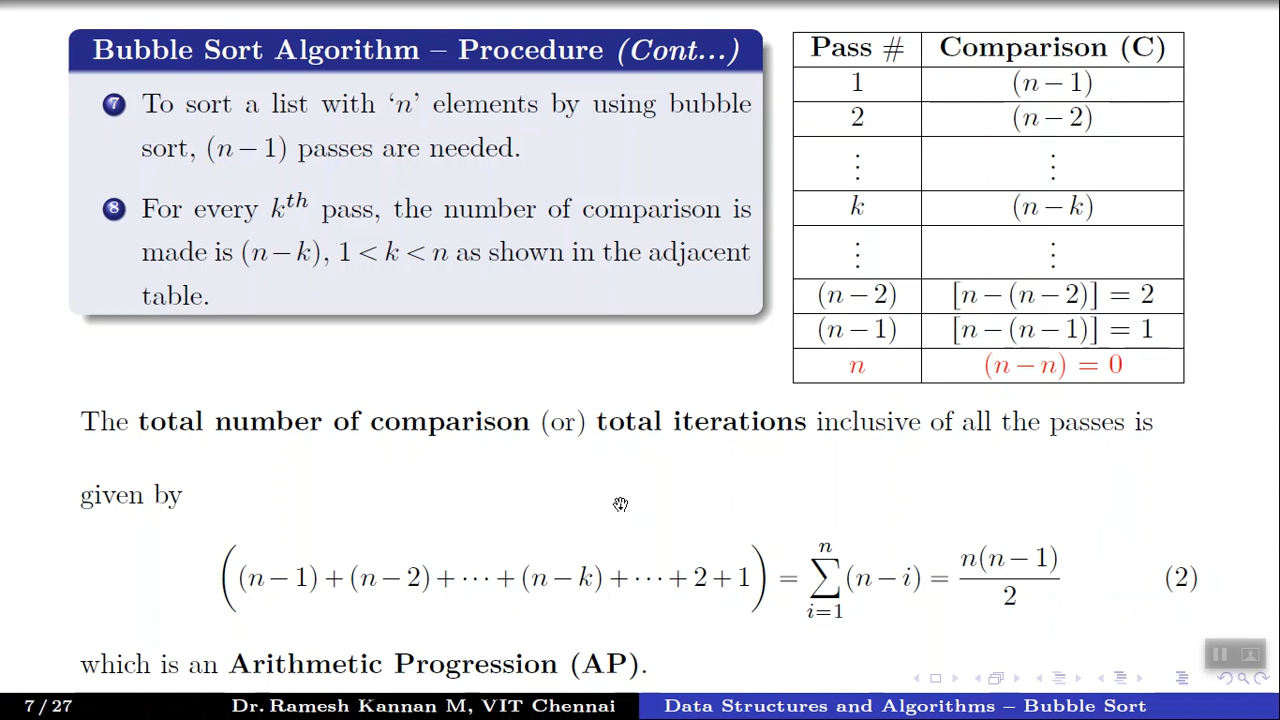 Bubble Sort Algorithm – Procedure (Cont...)
7 To sort a list with ‘n’ elements by using bubble
sort, (n − 1) passes are needed.
8 For every kᵗʰ pass, the number of comparison is
made is (n − k), 1 < k < n as shown in the adjacent
table.
Pass # Comparison (C)
1 (n − 1)
2 (n − 2)
⋮ ⋮
k (n − k)
⋮ ⋮
(n − 2) [n − (n − 2)] = 2
(n − 1) [n − (n − 1)] = 1
n (n − n) = 0
The total number of comparison (or) total iterations inclusive of all the passes is
given by
((n − 1) + (n − 2) + ··· + (n − k) + ··· + 2 + 1) = ∑_{i=1}^{n} (n − i) = n(n − 1)/2 (2)
which is an Arithmetic Progression (AP).
7 / 27 Dr. Ramesh Kannan M, VIT Chennai Data Structures and Algorithms – Bubble Sort